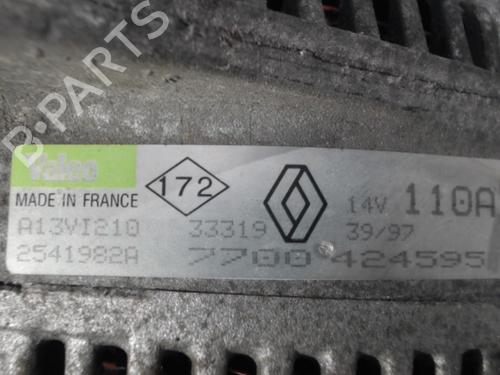 B-PARTS
Valeo
172
14V 110A
MADE IN FRANCE
A13VI210 33319 39/97
2541982A 7700 424595